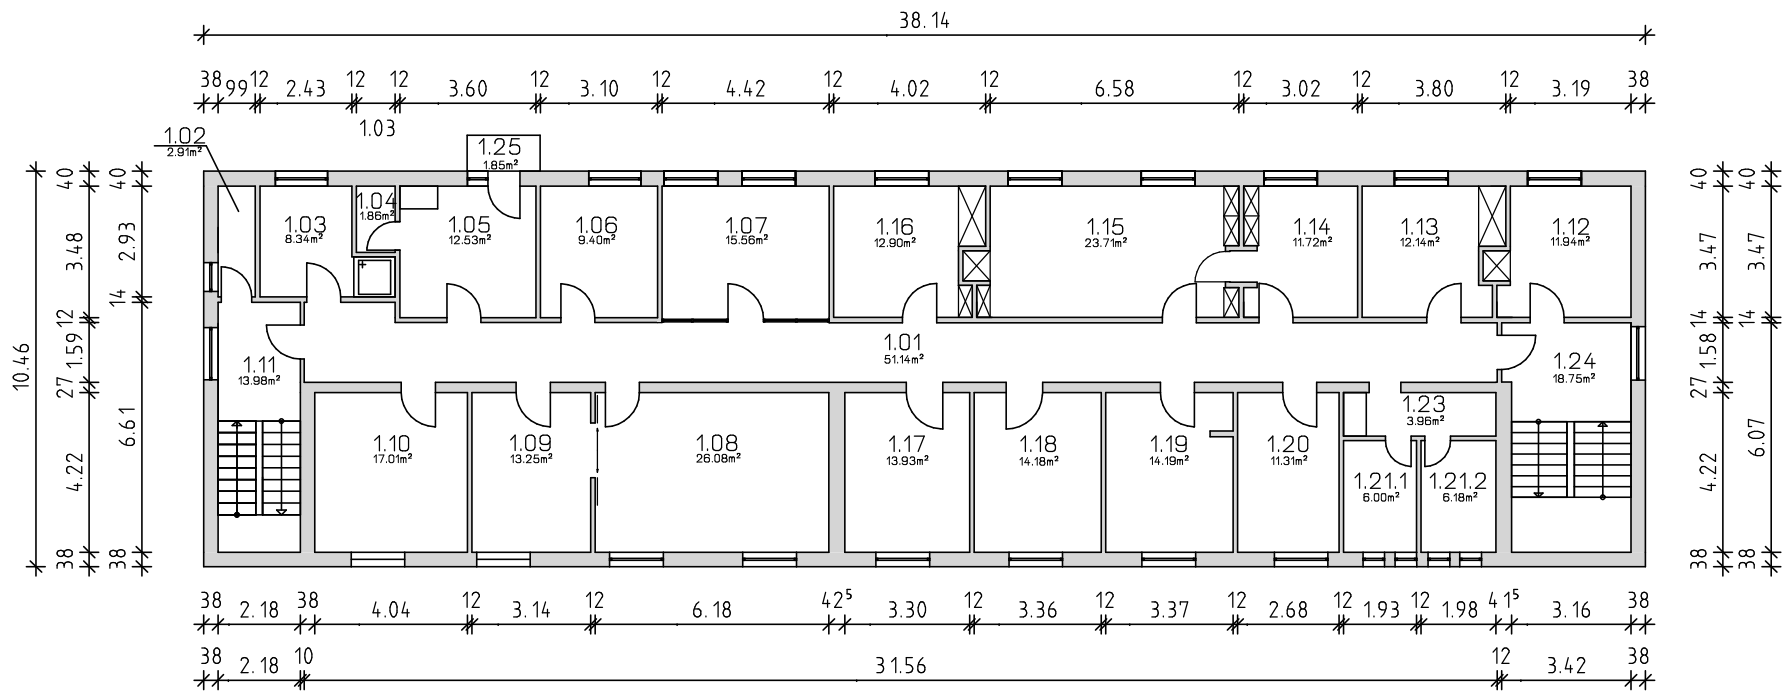 38.14
38 99 12 2.43 12 12 3.60 12 3.10 12 4.42 12 4.02 12 6.58 12 3.02 12 3.80 12 3.19 38
1.03
1.02
2.91m²
1.25
1.85m²
1.03
8.34m²
1.04
1.86m²
1.05
12.53m²
1.06
9.40m²
1.07
15.56m²
1.16
12.90m²
1.15
23.71m²
1.14
11.72m²
1.13
12.14m²
1.12
11.94m²
1.11
13.98m²
1.01
51.14m²
1.24
18.75m²
1.10
17.01m²
1.09
13.25m²
1.08
26.08m²
1.17
13.93m²
1.18
14.18m²
1.19
14.19m²
1.20
11.31m²
1.23
3.96m²
1.21.1
6.00m²
1.21.2
6.18m²
10.46
40 3.48 12 1.59 27 4.22 38
40 2.93 14 6.61 38
40 3.47 14 1.58 27 4.22 38
40 3.47 14 6.07 38
38 2.18 38 4.04 12 3.14 12 6.18 42⁵ 3.30 12 3.36 12 3.37 12 2.68 12 1.93 12 1.98 41⁵ 3.16 38
38 2.18 10 31.56 12 3.42 38